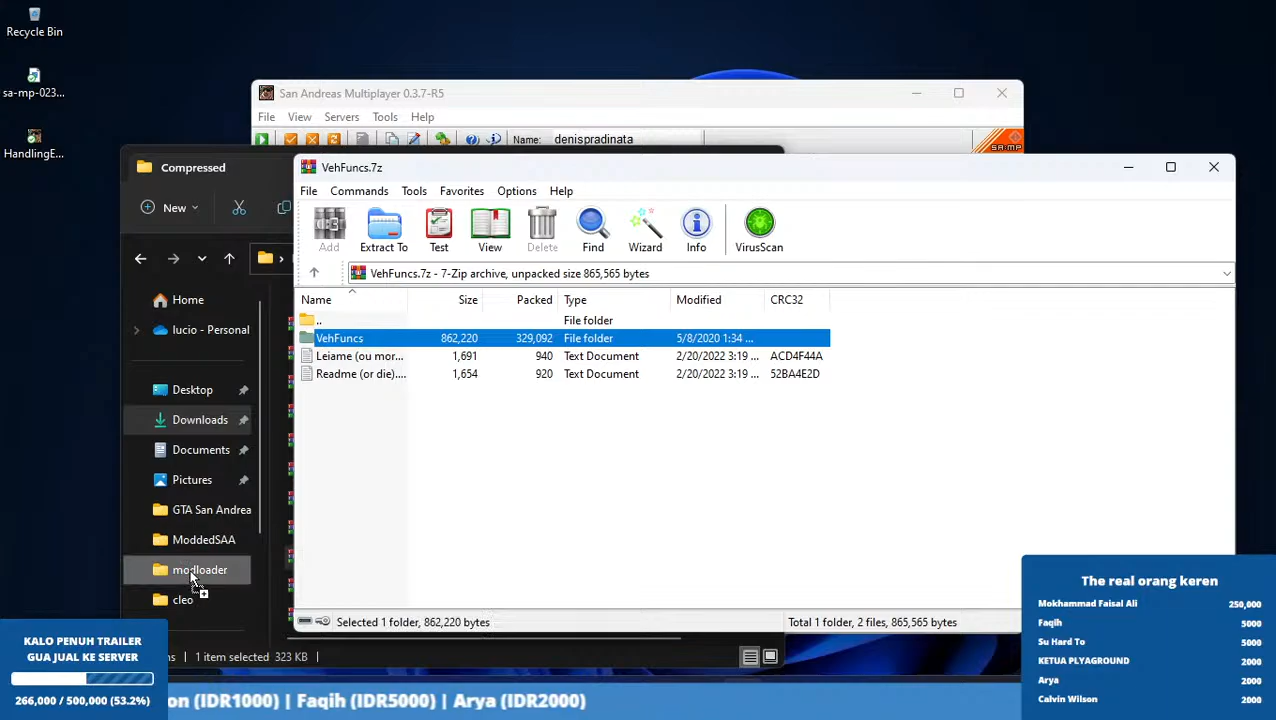 Recycle Bin
sa-mp-023...
HandlingE...
San Andreas Multiplayer 0.3.7-R5
File View Servers Tools Help
Name: denispradinata
sa:mp
Compressed
New
Home
lucio - Personal
Desktop
Downloads
Documents
Pictures
GTA San Andrea
ModdedSAA
modloader
cleo
1 item selected 323 KB
VehFuncs.7z
File Commands Tools Favorites Options Help
Add Extract To Test View Delete Find Wizard Info VirusScan
VehFuncs.7z - 7-Zip archive, unpacked size 865,565 bytes
Name Size Packed Type Modified CRC32
.. File folder
VehFuncs 862,220 329,092 File folder 5/8/2020 1:34 ...
Leiame (ou mor... 1,691 940 Text Document 2/20/2022 3:19 ... ACD4F44A
Readme (or die).... 1,654 920 Text Document 2/20/2022 3:19 ... 52BA4E2D
Selected 1 folder, 862,220 bytes
Total 1 folder, 2 files, 865,565 bytes
KALO PENUH TRAILER
GUA JUAL KE SERVER
266,000 / 500,000 (53.2%)
on (IDR1000) | Faqih (IDR5000) | Arya (IDR2000)
The real orang keren
Mokhammad Faisal Ali 250,000
Faqih 5000
Su Hard To 5000
KETUA PLYAGROUND 2000
Arya 2000
Calvin Wilson 2000